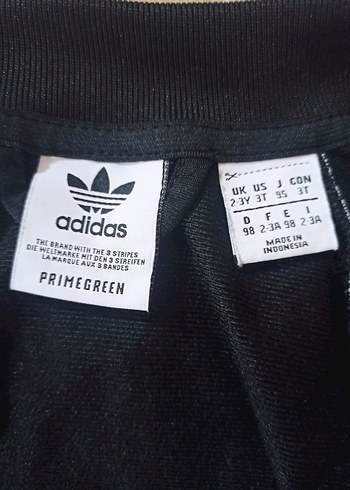 adidas
THE BRAND WITH THE 3 STRIPES
DIE WELTMARKE MIT DEN 3 STREIFEN
LA MARQUE AUX 3 BANDES
PRIMEGREEN
UK US J CDN
2-3Y 3T 95 3T
D F E I
98 2-3A 98 2-3A
MADE IN
INDONESIA